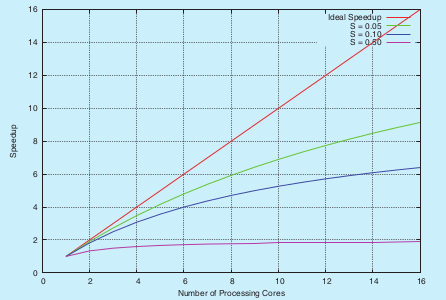 16
14
12
10
8
6
4
2
0
Speedup
Ideal Speedup
S = 0.05
S = 0.10
S = 0.50
0 2 4 6 8 10 12 14 16
Number of Processing Cores